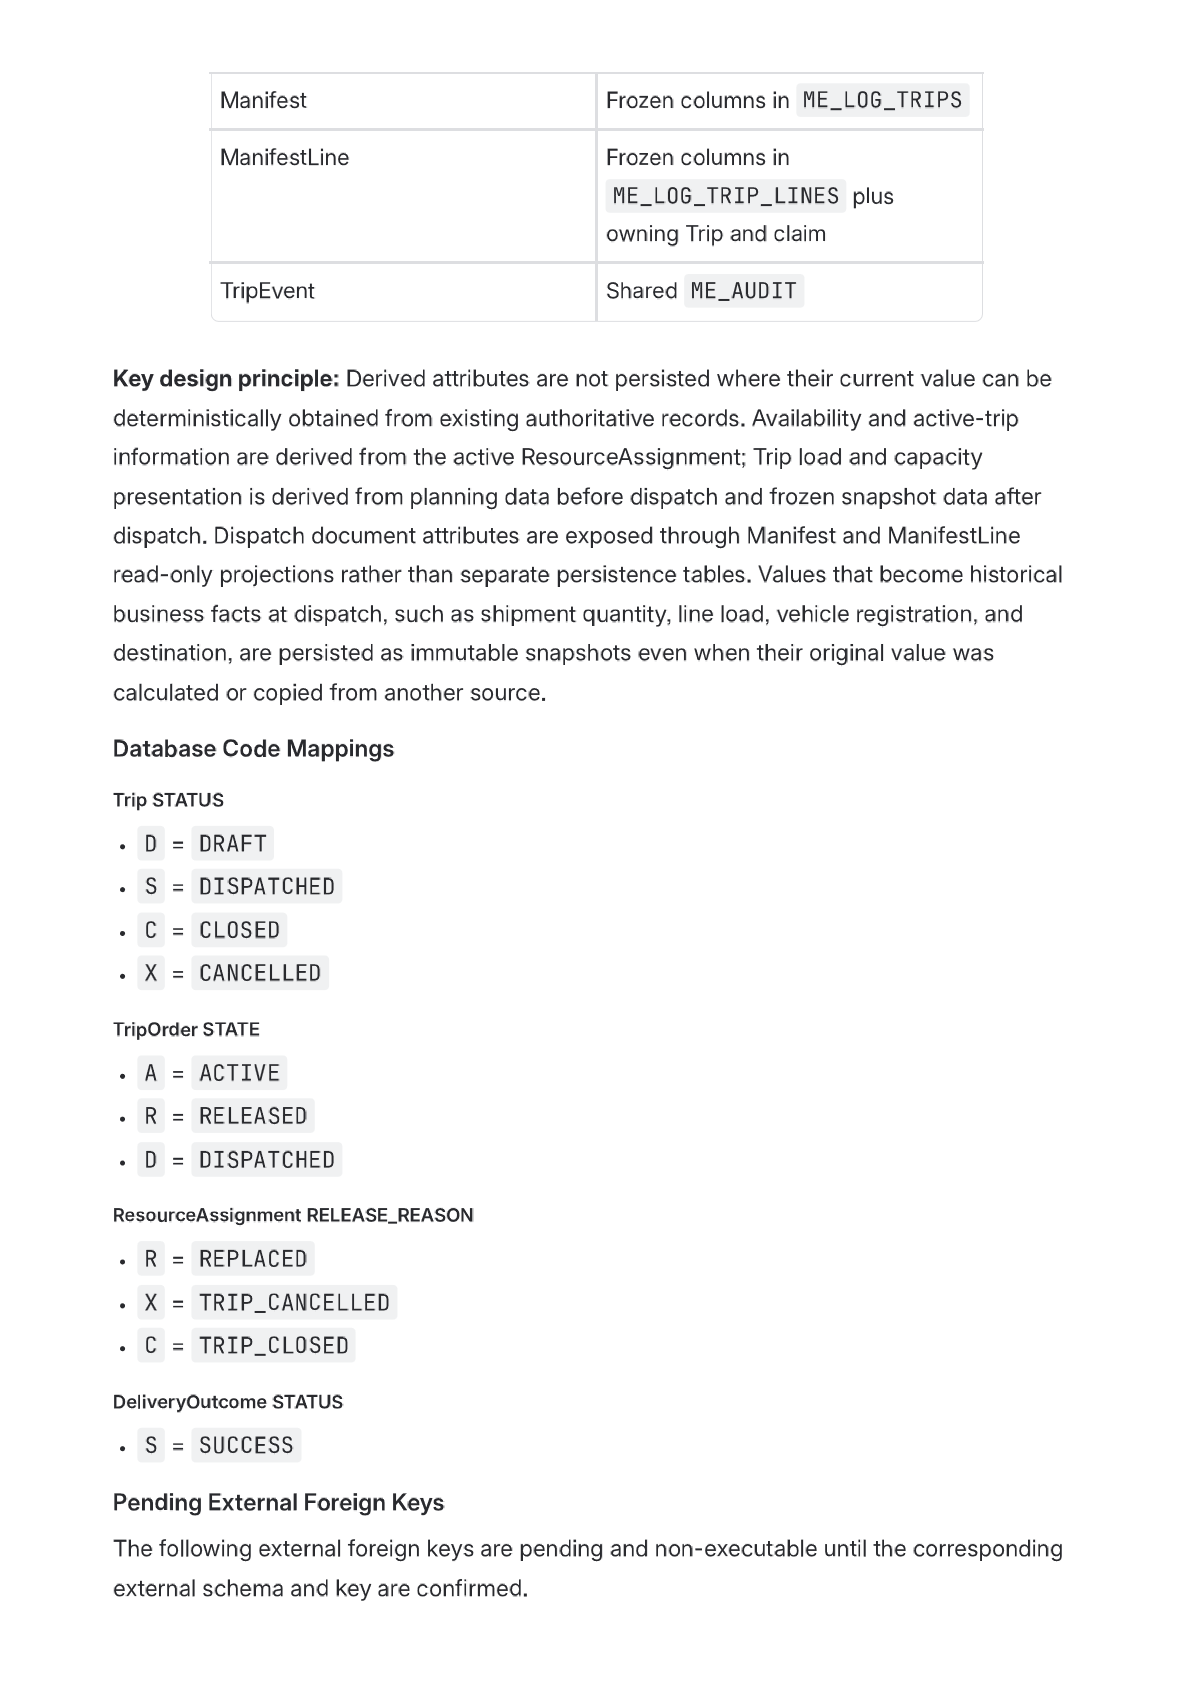 Manifest
Frozen columns in ME_LOG_TRIPS
ManifestLine
Frozen columns in
ME_LOG_TRIP_LINES plus
owning Trip and claim
TripEvent
Shared ME_AUDIT
Key design principle: Derived attributes are not persisted where their current value can be
deterministically obtained from existing authoritative records. Availability and active-trip
information are derived from the active ResourceAssignment; Trip load and capacity
presentation is derived from planning data before dispatch and frozen snapshot data after
dispatch. Dispatch document attributes are exposed through Manifest and ManifestLine
read-only projections rather than separate persistence tables. Values that become historical
business facts at dispatch, such as shipment quantity, line load, vehicle registration, and
destination, are persisted as immutable snapshots even when their original value was
calculated or copied from another source.
Database Code Mappings
Trip STATUS
• D = DRAFT
• S = DISPATCHED
• C = CLOSED
• X = CANCELLED
TripOrder STATE
• A = ACTIVE
• R = RELEASED
• D = DISPATCHED
ResourceAssignment RELEASE_REASON
• R = REPLACED
• X = TRIP_CANCELLED
• C = TRIP_CLOSED
DeliveryOutcome STATUS
• S = SUCCESS
Pending External Foreign Keys
The following external foreign keys are pending and non-executable until the corresponding
external schema and key are confirmed.